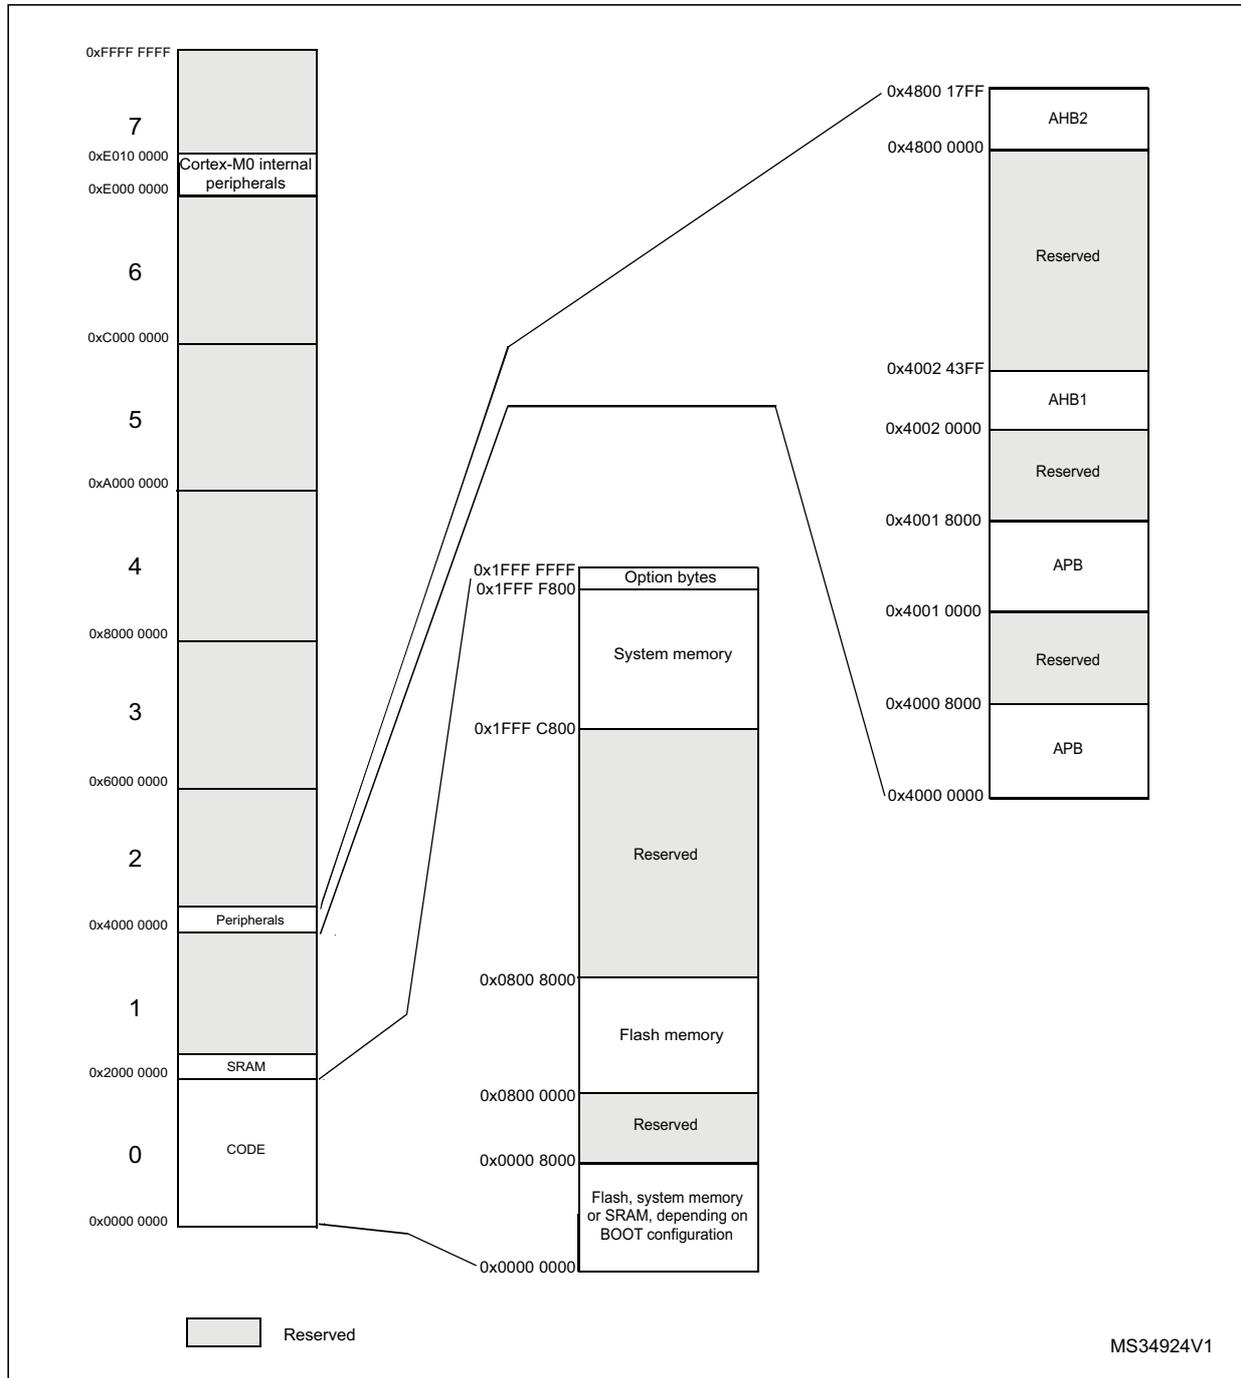 0xFFFF FFFF
7
0xE010 0000
Cortex-M0 internal
peripherals
0xE000 0000
6
0xC000 0000
5
0xA000 0000
4
0x8000 0000
3
0x6000 0000
2
Peripherals
0x4000 0000
1
SRAM
0x2000 0000
CODE
0
0x0000 0000
0x1FFF FFFF
Option bytes
0x1FFF F800
System memory
0x1FFF C800
Reserved
0x0800 8000
Flash memory
0x0800 0000
Reserved
0x0000 8000
Flash, system memory
or SRAM, depending on
BOOT configuration
0x0000 0000
0x4800 17FF
AHB2
0x4800 0000
Reserved
0x4002 43FF
AHB1
0x4002 0000
Reserved
0x4001 8000
APB
0x4001 0000
Reserved
0x4000 8000
APB
0x4000 0000
Reserved
MS34924V1